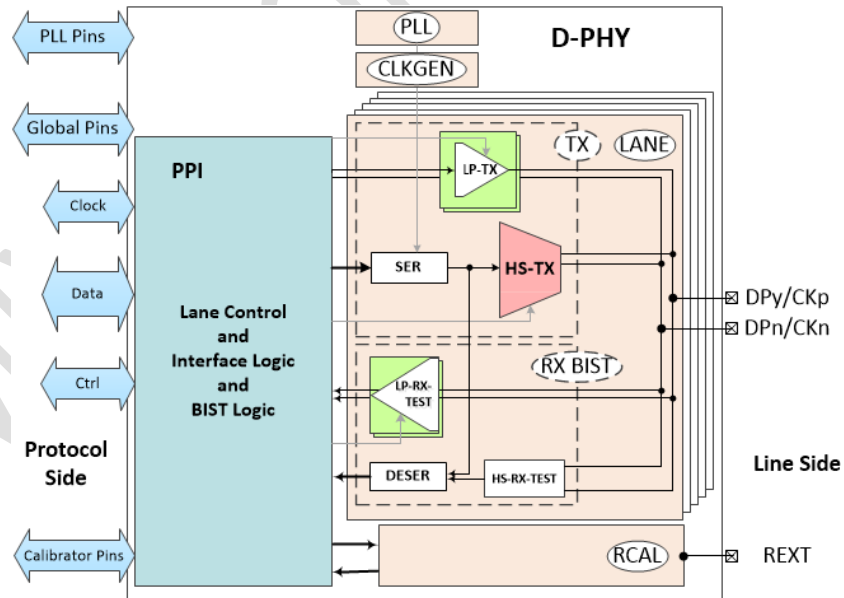 PLL Pins
PLL
D-PHY
CLKGEN
Global Pins
PPI
TX
LANE
LP-TX
Clock
SER
HS-TX
Data
DPy/CKp
DPn/CKn
Lane Control
and
Interface Logic
and
BIST Logic
RX BIST
Ctrl
LP-RX-
TEST
Protocol
Side
DESER
HS-RX-TEST
Line Side
Calibrator Pins
RCAL
REXT